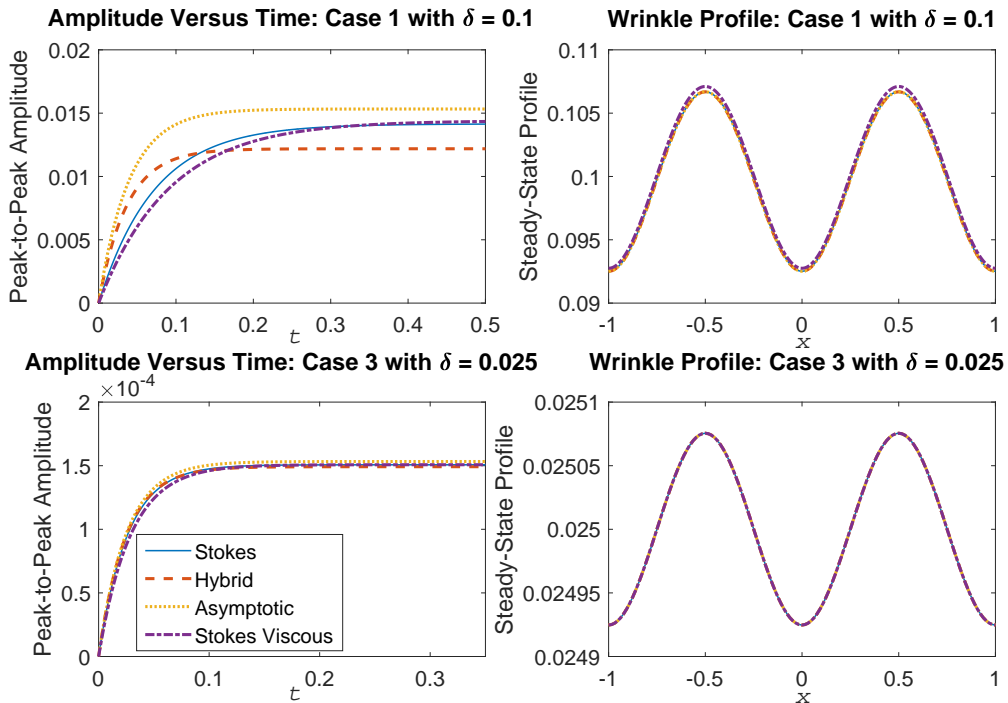 Amplitude Versus Time: Case 1 with δ = 0.1
Peak-to-Peak Amplitude
0.02
0.015
0.01
0.005
0
0 0.1 0.2 0.3 0.4 0.5
t
Wrinkle Profile: Case 1 with δ = 0.1
Steady-State Profile
0.11
0.105
0.1
0.095
0.09
-1 -0.5 0 0.5 1
x
Amplitude Versus Time: Case 3 with δ = 0.025
×10⁻⁴
Peak-to-Peak Amplitude
2
1.5
1
0.5
0
Stokes
Hybrid
Asymptotic
Stokes Viscous
0 0.1 0.2 0.3
t
Wrinkle Profile: Case 3 with δ = 0.025
Steady-State Profile
0.0251
0.02505
0.025
0.02495
0.0249
-1 -0.5 0 0.5 1
x